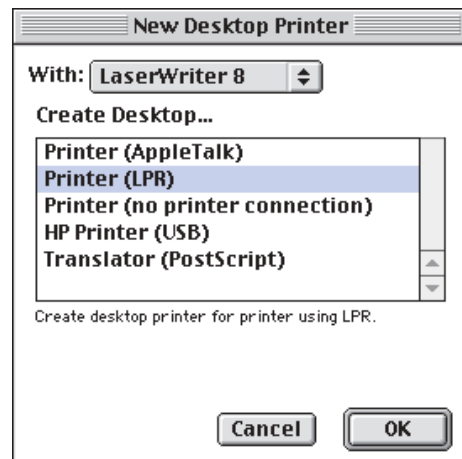 New Desktop Printer
With: LaserWriter 8
Create Desktop...
Printer (AppleTalk)
Printer (LPR)
Printer (no printer connection)
HP Printer (USB)
Translator (PostScript)
Create desktop printer for printer using LPR.
Cancel OK